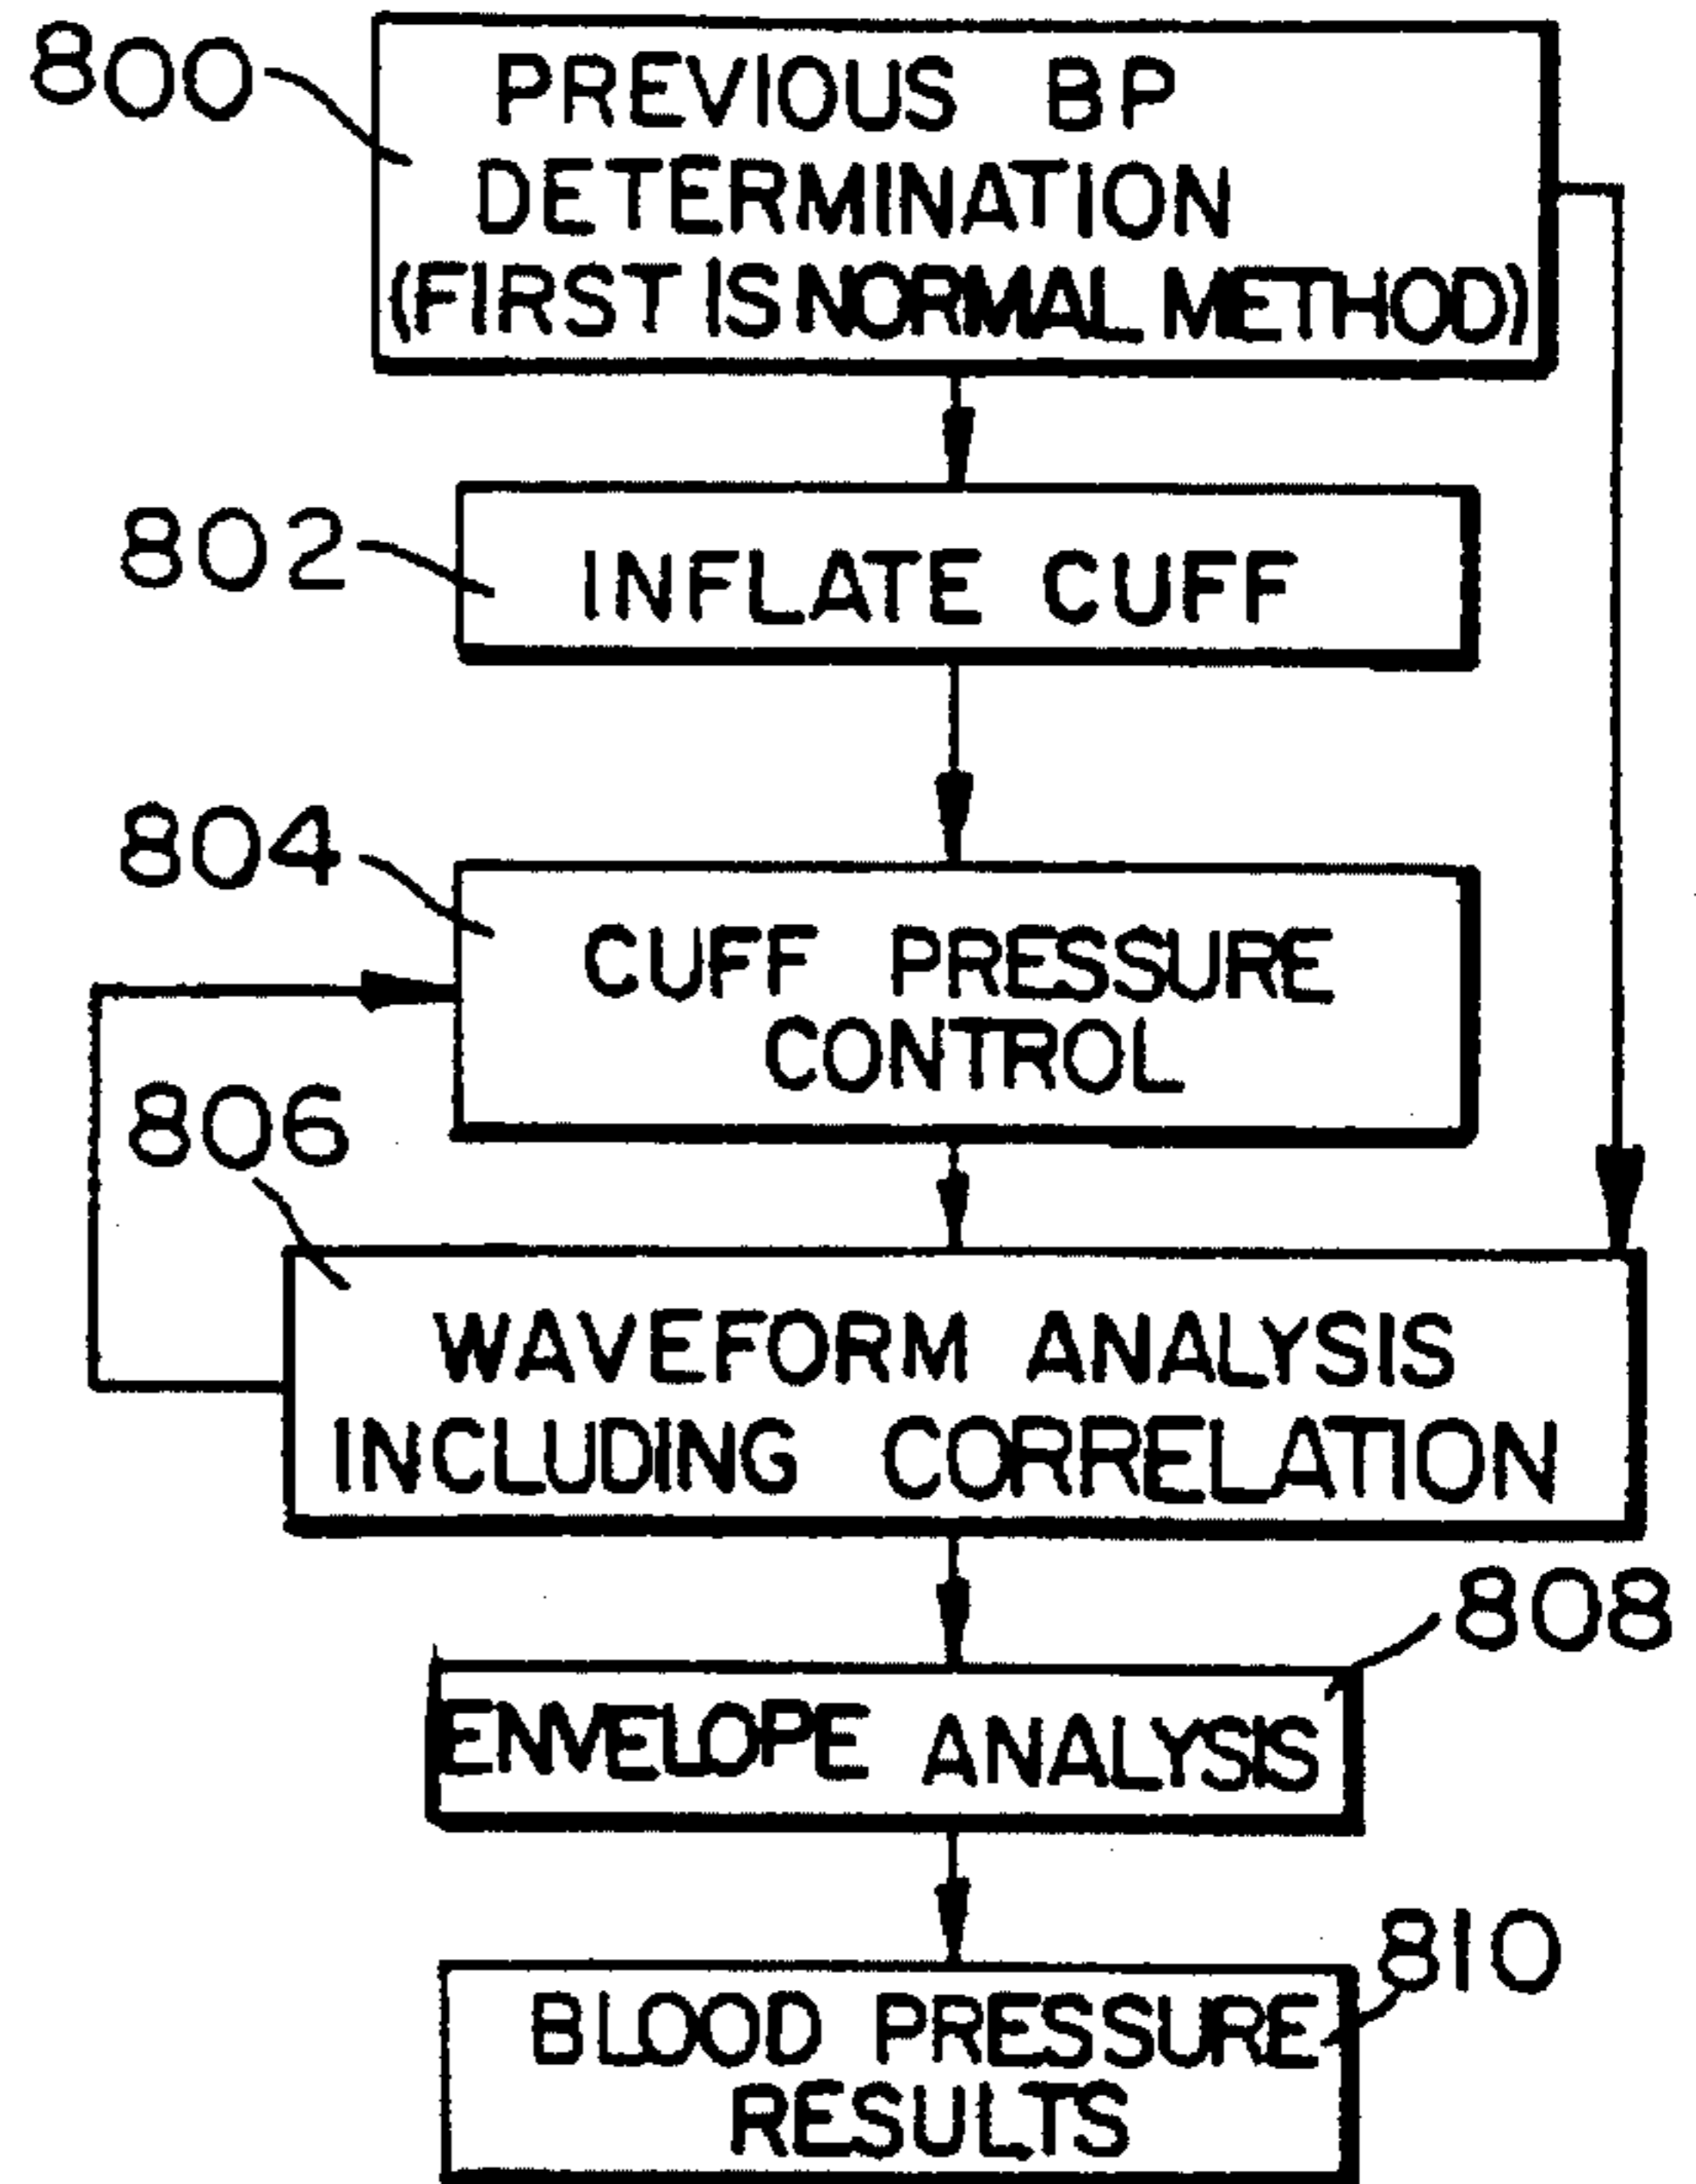 800
PREVIOUS BP
DETERMINATION
(FIRST IS NORMAL METHOD)
802
INFLATE CUFF
804
CUFF PRESSURE
CONTROL
806
WAVEFORM ANALYSIS
INCLUDING CORRELATION
808
ENVELOPE ANALYSIS
810
BLOOD PRESSURE
RESULTS